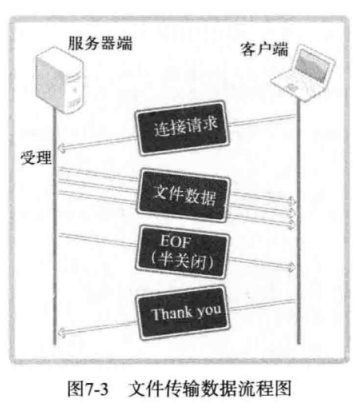 服务器端
客户端
连接请求
受理
文件数据
EOF
（半关闭）
Thank you
图7-3 文件传输数据流程图